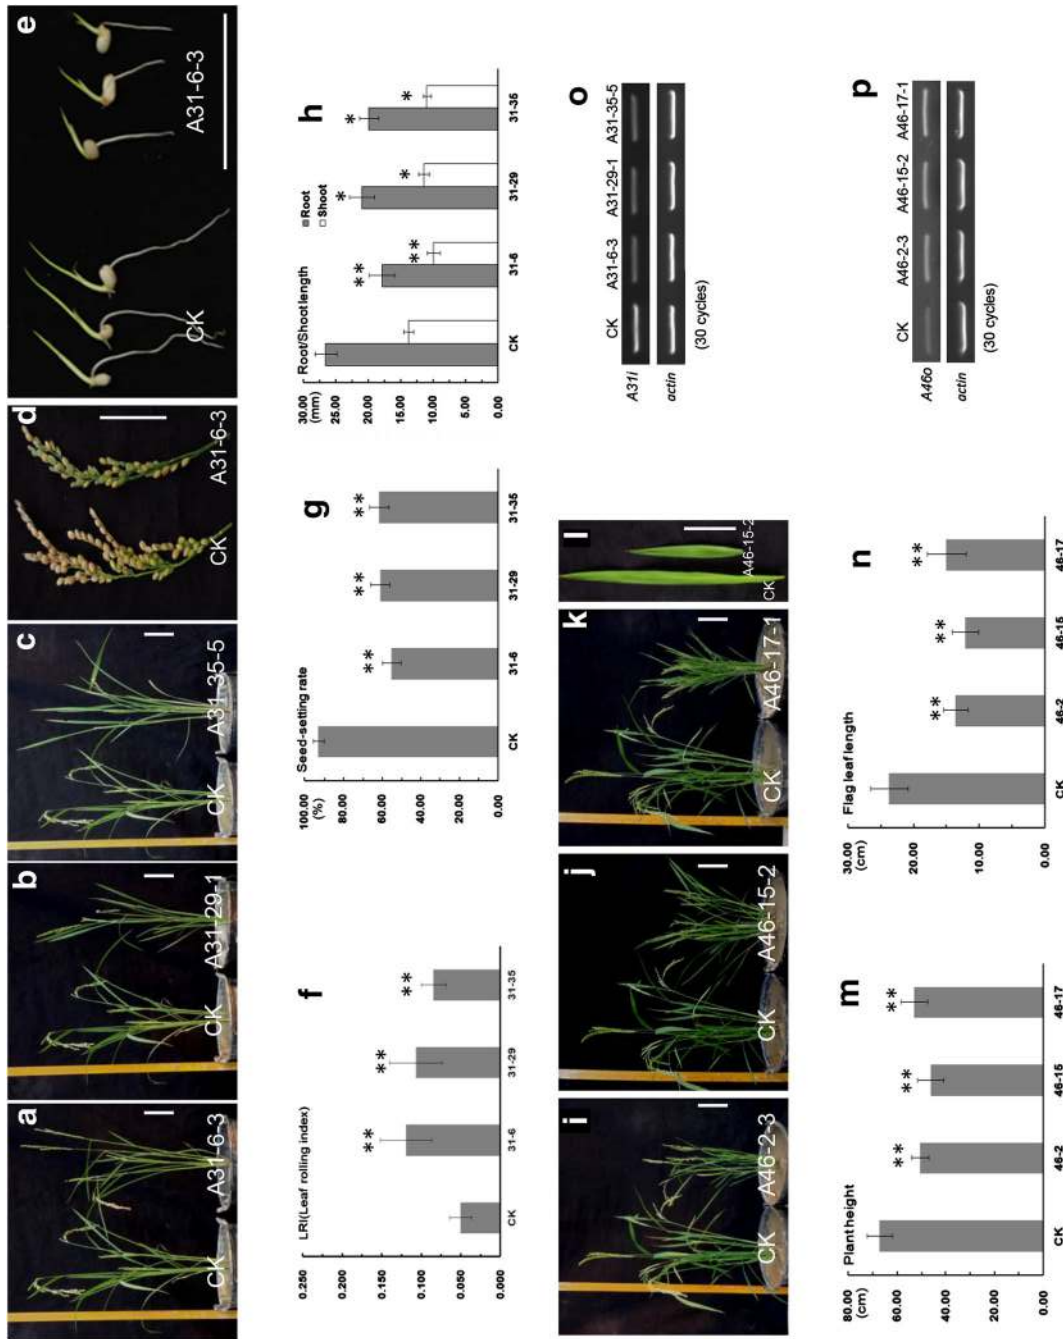 a
CK
A31-6-3
b
CK
A31-29-1
c
CK
A31-35-5
d
CK
A31-6-3
e
CK
A31-6-3
f
LRI(Leaf rolling index)
0.250
0.200
0.150
0.100
0.050
0.000
**
**
**
CK
31-6
31-29
31-35
g
Seed-setting rate
100.00
(%)
80.00
60.00
40.00
20.00
0.00
**
**
**
CK
31-6
31-29
31-35
h
Root/Shoot length
30.00
(mm)
25.00
20.00
15.00
10.00
5.00
0.00
Root
Shoot
**
**
*
*
*
*
CK
31-6
31-29
31-35
i
CK
A46-2-3
j
CK
A46-15-2
k
CK
A46-17-1
l
CK
A46-15-2
m
Plant height
80.00
(cm)
60.00
40.00
20.00
0.00
**
**
**
CK
46-2
46-15
46-17
n
Flag leaf length
30.00
(cm)
20.00
10.00
0.00
**
**
**
CK
46-2
46-15
46-17
o
CK
A31-6-3
A31-29-1
A31-35-5
A31i
actin
(30 cycles)
p
CK
A46-2-3
A46-15-2
A46-17-1
A46o
actin
(30 cycles)